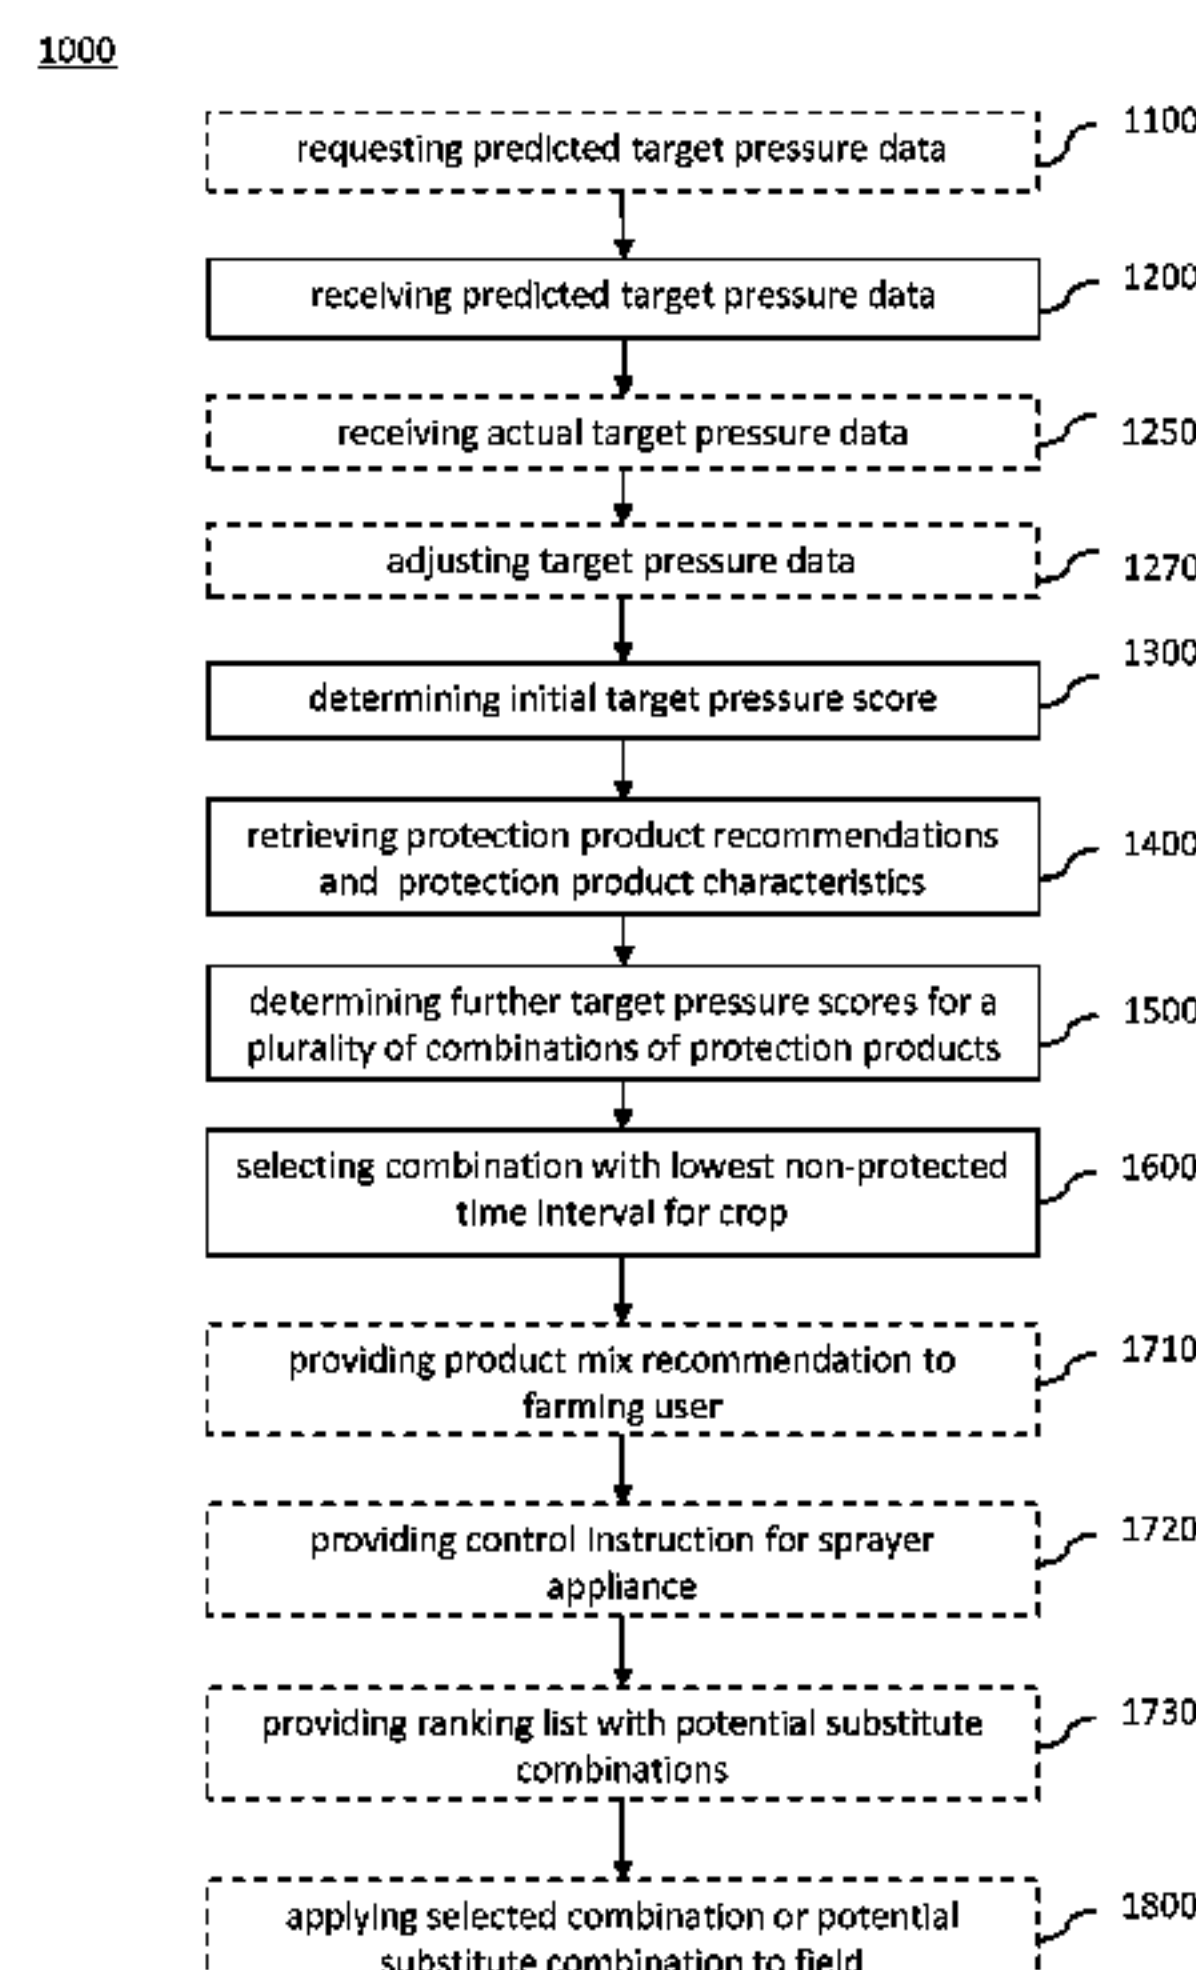 1000
requesting predicted target pressure data
1100
receiving predicted target pressure data
1200
receiving actual target pressure data
1250
adjusting target pressure data
1270
determining initial target pressure score
1300
retrieving protection product recommendations
and protection product characteristics
1400
determining further target pressure scores for a
plurality of combinations of protection products
1500
selecting combination with lowest non-protected
time interval for crop
1600
providing product mix recommendation to
farming user
1710
providing control instruction for sprayer
appliance
1720
providing ranking list with potential substitute
combinations
1730
applying selected combination or potential
substitute combination to field
1800